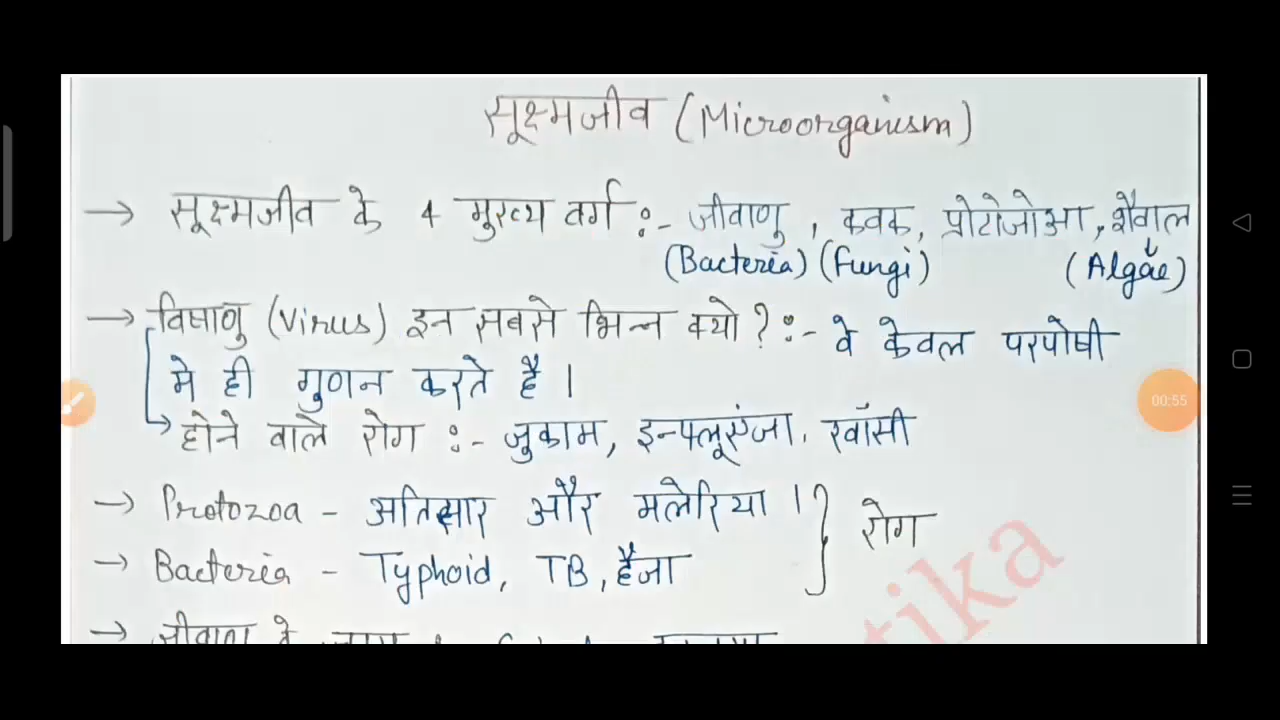 सूक्ष्मजीव (Microorganism)
→ सूक्ष्मजीव के 4 मुख्य वर्ग :- जीवाणु, कवक, प्रोटोजोआ, शैवाल
(Bacteria) (Fungi) (Algae)
→ विषाणु (Virus) इन सबसे भिन्न क्यो? :- वे केवल परपोषी
मे ही गुणन करते है।
→ होने वाले रोग :- जुकाम, इन्फ्लूएंजा, खाँसी
→ Protozoa - अतिसार और मलेरिया। } रोग
→ Bacteria - Typhoid, TB, हैजा
→ जीवाणु के
tika
00:55